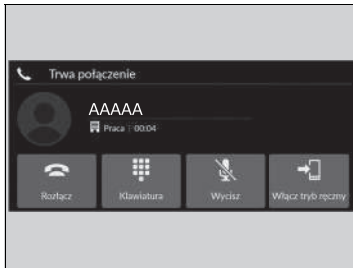 Trwa połączenie
AAAAA
Praca 00:04
Rozłącz Klawiatura Wycisz Włącz tryb ręczny